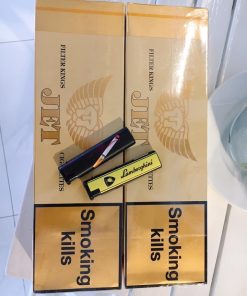 FILTER KINGS
JET
CIGARETTES
Smoking
kills
FILTER KINGS
JET
CIGARETTES
Smoking
kills
Lamborghini